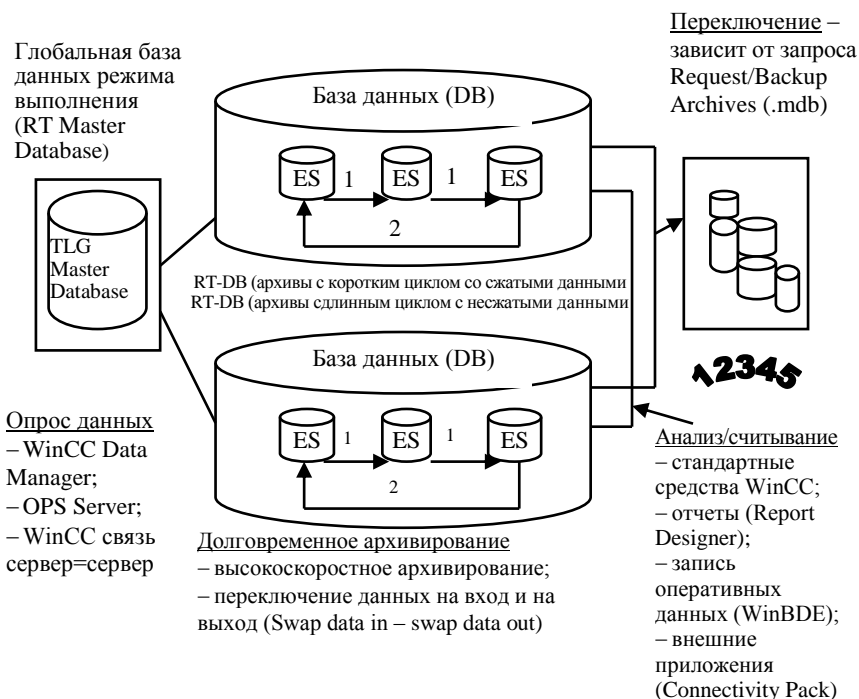 Глобальная база
данных режима
выполнения
(RT Master
Database)
TLG
Master
Database
База данных (DB)
ES
1
ES
1
ES
2
RT-DB (архивы с коротким циклом со сжатыми данными
RT-DB (архивы сдлинным циклом с несжатыми данными
База данных (DB)
ES
1
ES
1
ES
2
Переключение –
зависит от запроса
Request/Backup
Archives (.mdb)
12345
Опрос данных
– WinCC Data
Manager;
– OPS Server;
– WinCC связь
сервер=сервер
Долговременное архивирование
– высокоскоростное архивирование;
– переключение данных на вход и на
выход (Swap data in – swap data out)
Анализ/считывание
– стандартные
средства WinCC;
– отчеты (Report
Designer);
– запись
оперативных
данных (WinBDE);
– внешние
приложения
(Connectivity Pack)